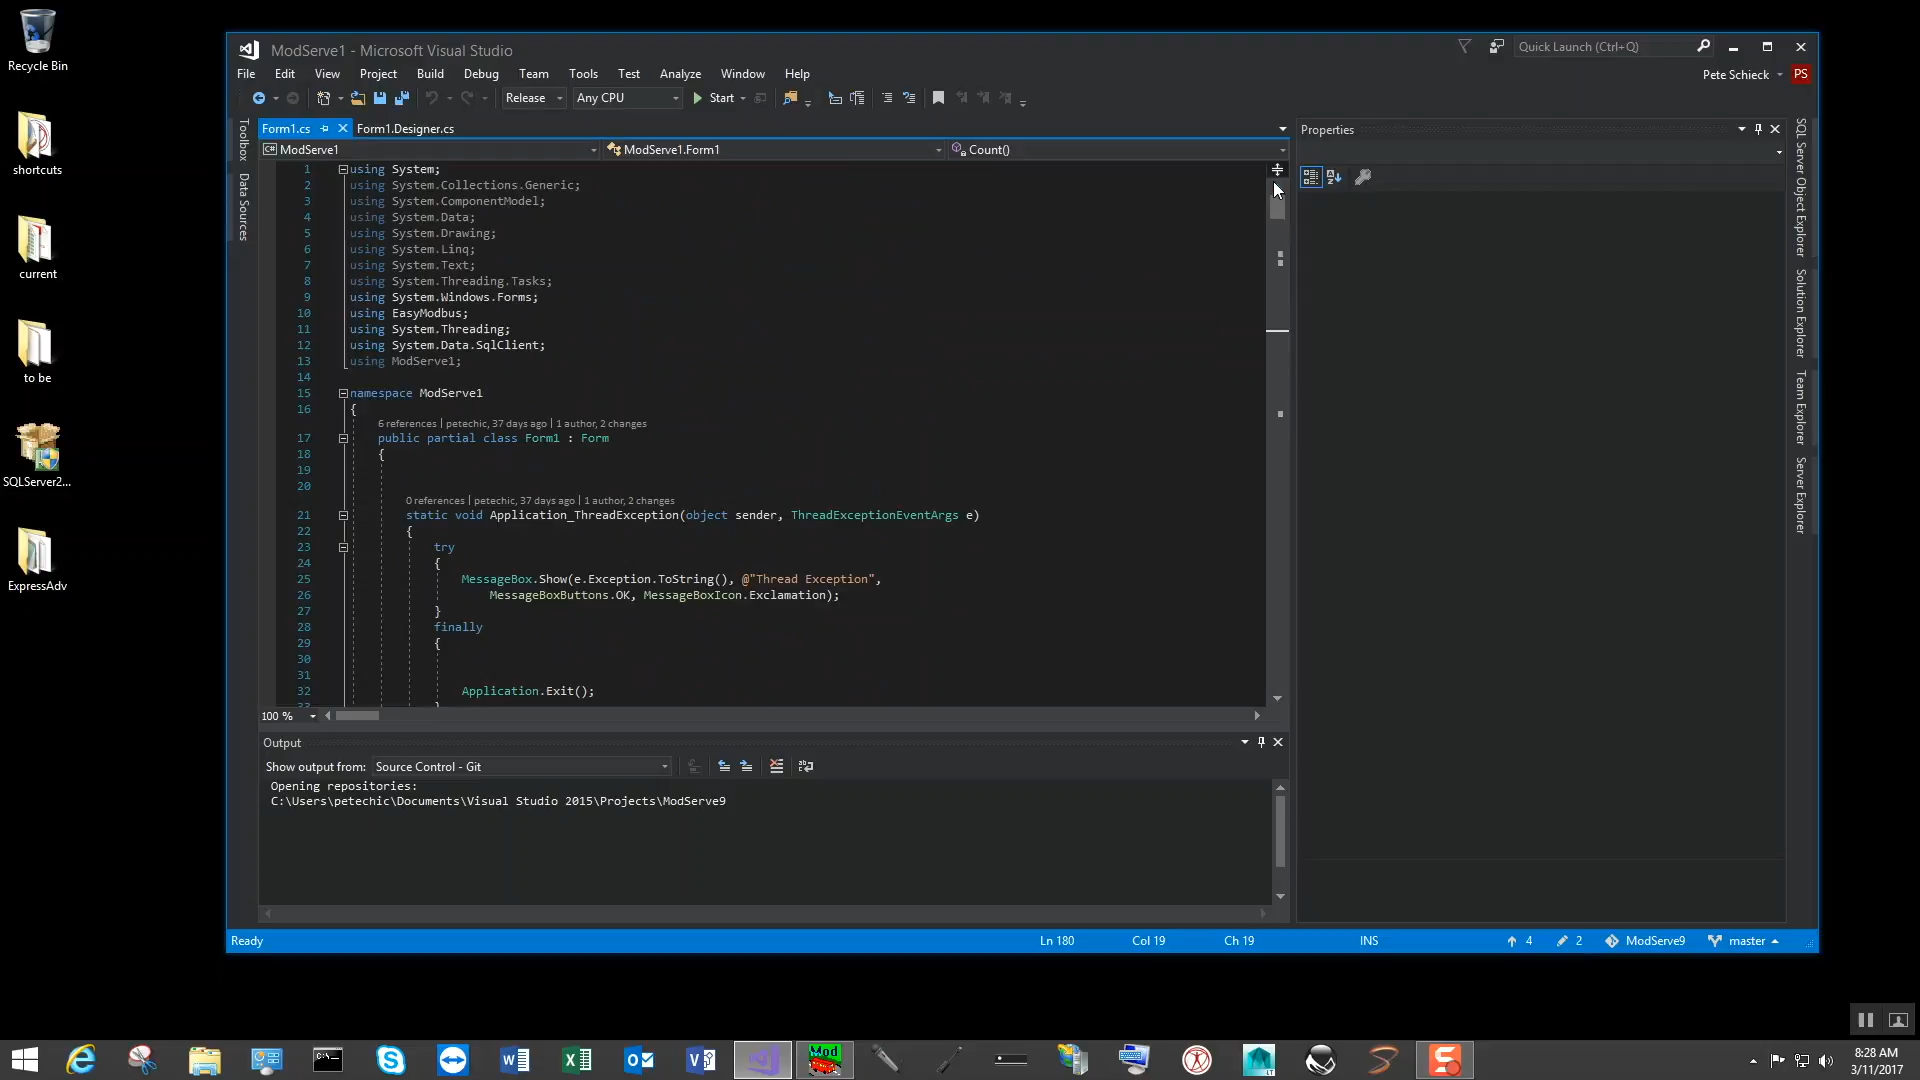 Recycle Bin
shortcuts
current
to be
SQLServer2...
ExpressAdv
ModServe1 - Microsoft Visual Studio
Quick Launch (Ctrl+Q)
File Edit View Project Build Debug Team Tools Test Analyze Window Help
Pete Schieck PS
Release Any CPU Start
Form1.cs Form1.Designer.cs
Toolbox
Data Sources
C# ModServe1 ModServe1.Form1 Count()
1 using System;
2 using System.Collections.Generic;
3 using System.ComponentModel;
4 using System.Data;
5 using System.Drawing;
6 using System.Linq;
7 using System.Text;
8 using System.Threading.Tasks;
9 using System.Windows.Forms;
10 using EasyModbus;
11 using System.Threading;
12 using System.Data.SqlClient;
13 using ModServe1;
14
15 namespace ModServe1
16 {
6 references | petechic, 37 days ago | 1 author, 2 changes
17 public partial class Form1 : Form
18 {
19
20
0 references | petechic, 37 days ago | 1 author, 2 changes
21 static void Application_ThreadException(object sender, ThreadExceptionEventArgs e)
22 {
23 try
24 {
25 MessageBox.Show(e.Exception.ToString(), @"Thread Exception",
26 MessageBoxButtons.OK, MessageBoxIcon.Exclamation);
27 }
28 finally
29 {
30
31
32 Application.Exit();
33 }
100 %
Output
Show output from: Source Control - Git
Opening repositories:
C:\Users\petechic\Documents\Visual Studio 2015\Projects\ModServe9
Properties
SQL Server Object Explorer
Solution Explorer
Team Explorer
Server Explorer
Ready Ln 180 Col 19 Ch 19 INS 4 2 ModServe9 master
Mod
LT
8:28 AM
3/11/2017